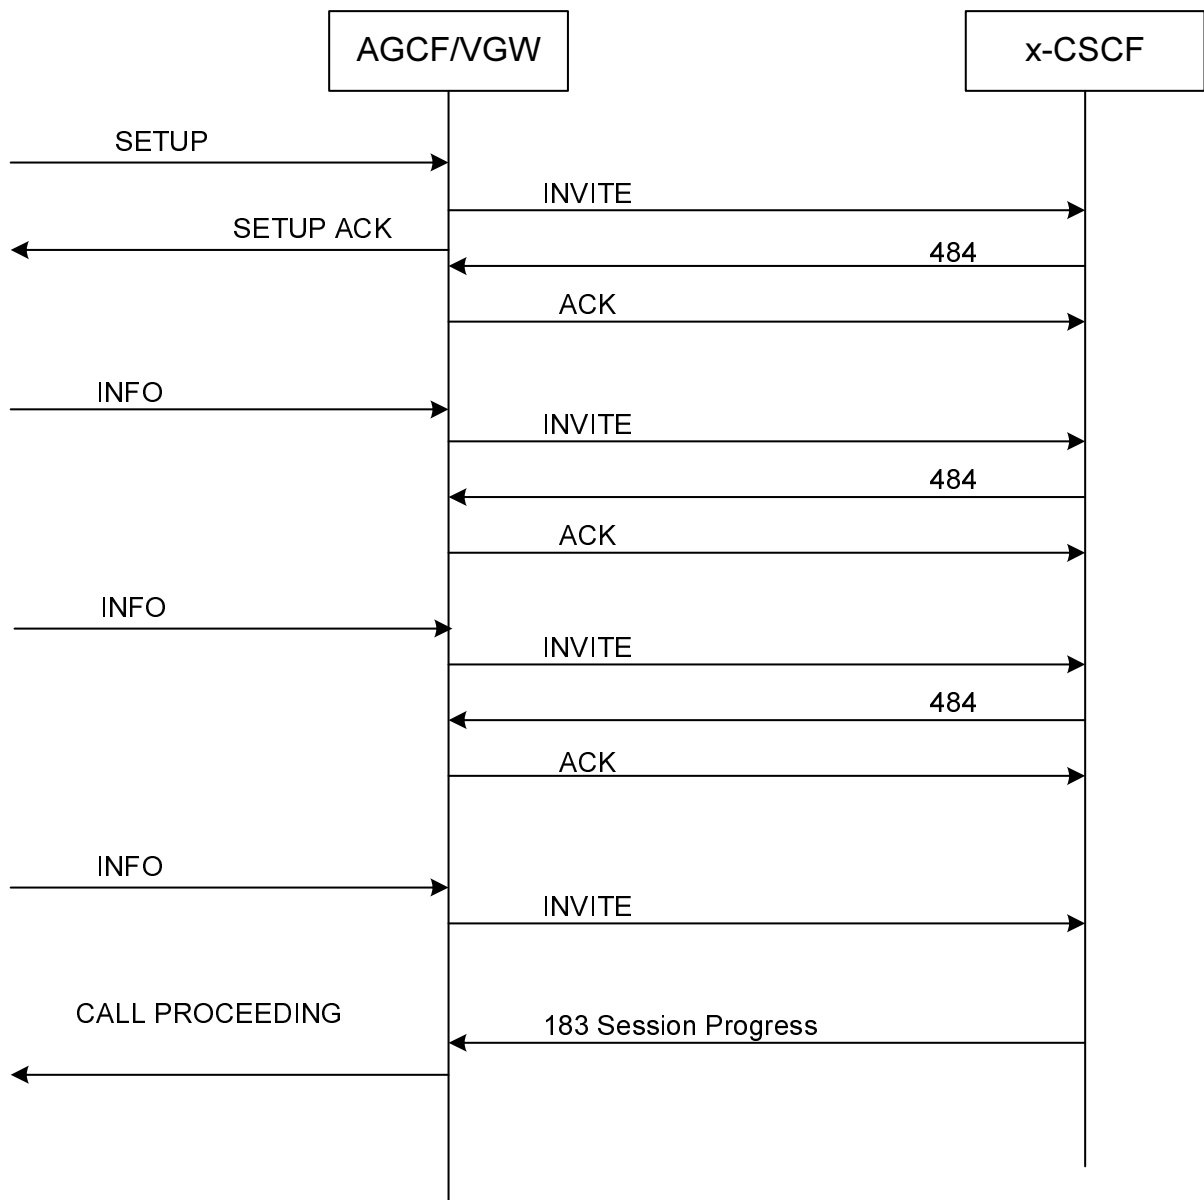 AGCF/VGW
x-CSCF
SETUP
INVITE
SETUP ACK
484
ACK
INFO
INVITE
484
ACK
INFO
INVITE
484
ACK
INFO
INVITE
CALL PROCEEDING
183 Session Progress